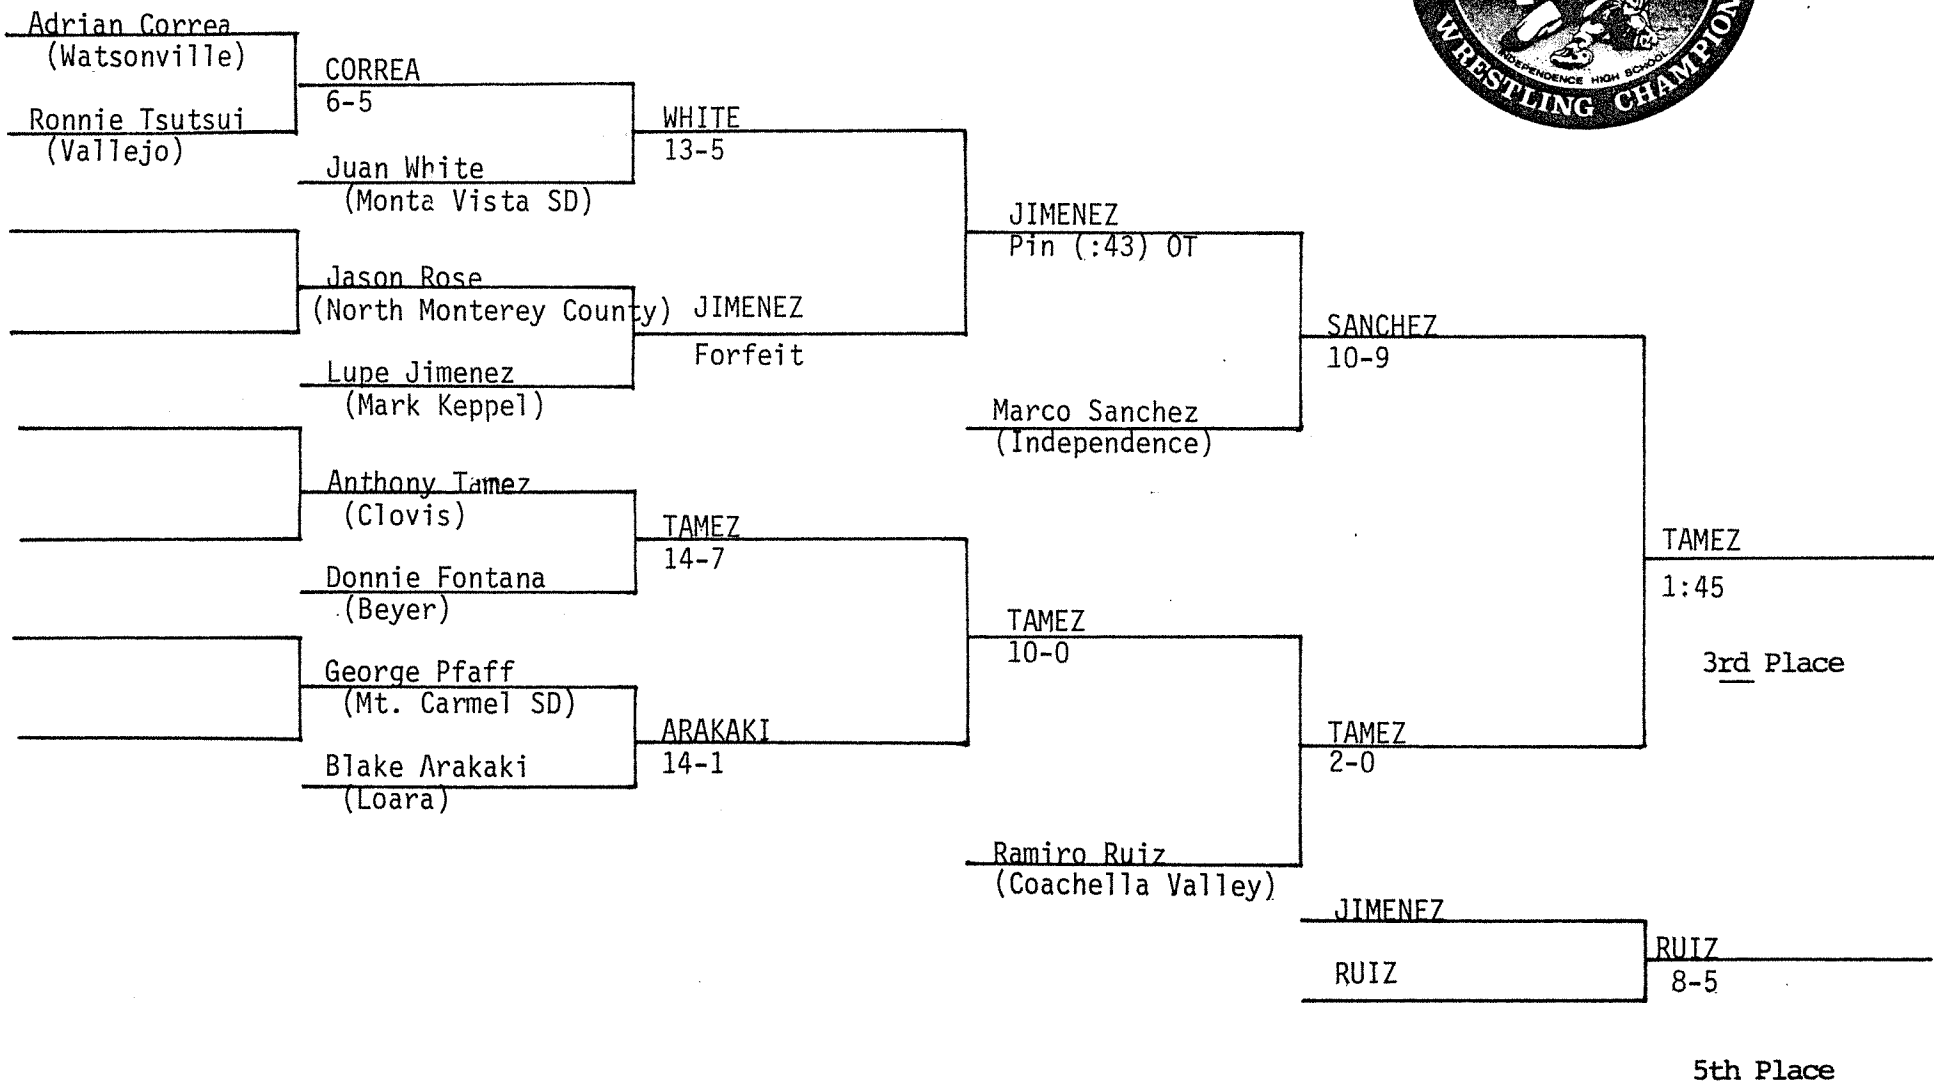 WRESTLING CHAMPION
INDEPENDENCE HIGH SCHOOL
Adrian Correa
(Watsonville)
Ronnie Tsutsui
(Vallejo)
CORREA
6-5
Juan White
(Monta Vista SD)
Jason Rose
(North Monterey County)
Lupe Jimenez
(Mark Keppel)
Anthony Tamez
(Clovis)
Donnie Fontana
(Beyer)
George Pfaff
(Mt. Carmel SD)
Blake Arakaki
(Loara)
WHITE
13-5
JIMENEZ
Forfeit
TAMEZ
14-7
ARAKAKI
14-1
JIMENEZ
Pin (:43) OT
Marco Sanchez
(Independence)
TAMEZ
10-0
Ramiro Ruiz
(Coachella Valley)
SANCHEZ
10-9
TAMEZ
2-0
TAMEZ
1:45
3rd Place
JIMENEZ
RUIZ
RUIZ
8-5
5th Place